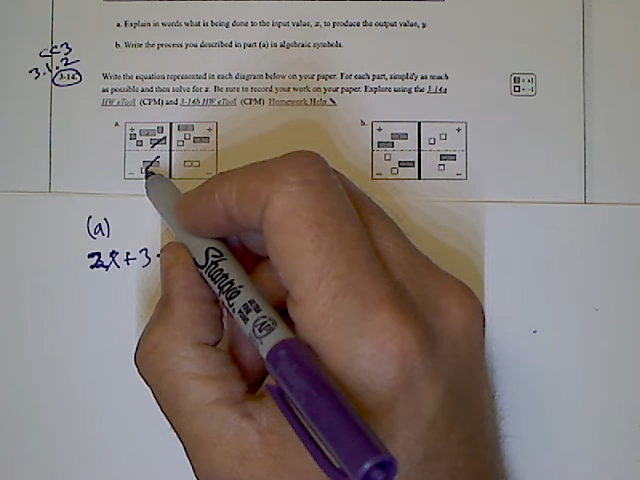 a. Explain in words what is being done to the input value, x, to produce the output value, y.
b. Write the process you described in part (a) in algebraic symbols.
CC3
3.1.2
3-14.
Write the equation represented in each diagram below on your paper. For each part, simplify as much
as possible and then solve for x. Be sure to record your work on your paper. Explore using the 3-14a
HW eTool (CPM) and 3-14b HW eTool (CPM) Homework Help
= +1
= -1
a.
b.
(a)
2x+3
Sharpie
AP